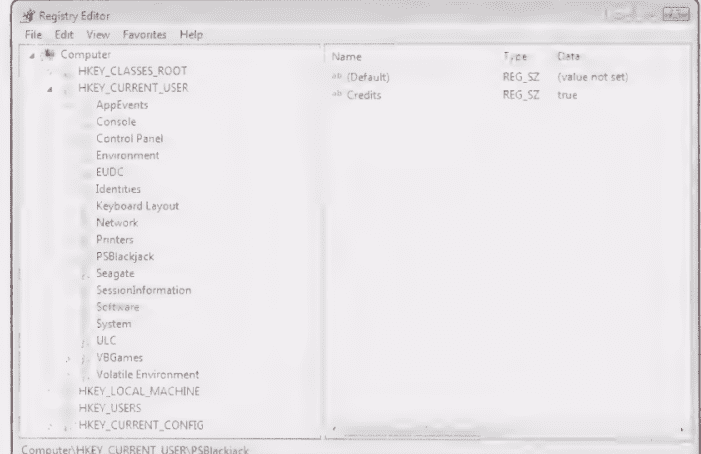 Registry Editor
File Edit View Favorites Help
Computer
HKEY_CLASSES_ROOT
HKEY_CURRENT_USER
AppEvents
Console
Control Panel
Environment
EUDC
Identities
Keyboard Layout
Network
Printers
PSBlackjack
Seagate
SessionInformation
Software
System
ULC
VBGames
Volatile Environment
HKEY_LOCAL_MACHINE
HKEY_USERS
HKEY_CURRENT_CONFIG
Name Type Data
ab (Default) REG_SZ (value not set)
ab Credits REG_SZ true
Computer\HKEY_CURRENT_USER\PSBlackjack